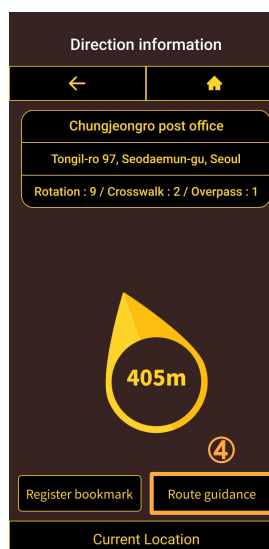 Direction information
Chungjeongro post office
Tongil-ro 97, Seodaemun-gu, Seoul
Rotation : 9 / Crosswalk : 2 / Overpass : 1
405m
④
Register bookmark
Route guidance
Current Location